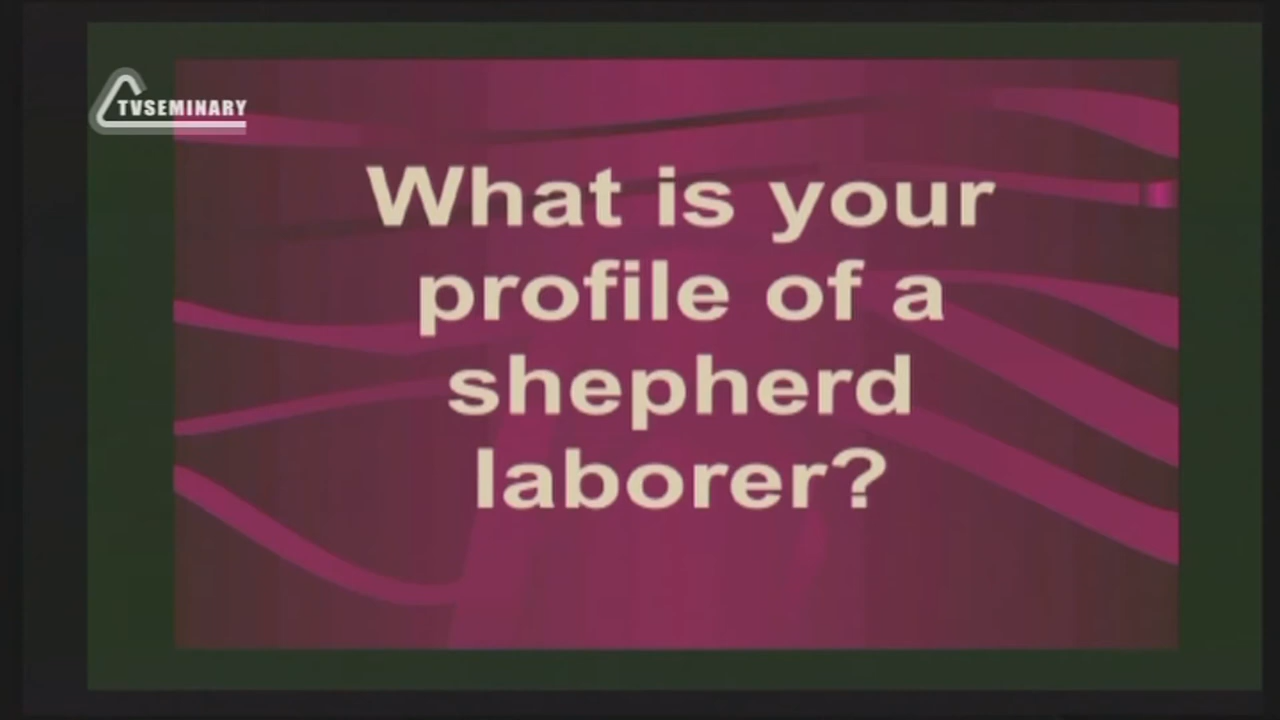 TVSEMINARY
What is your
profile of a
shepherd
laborer?